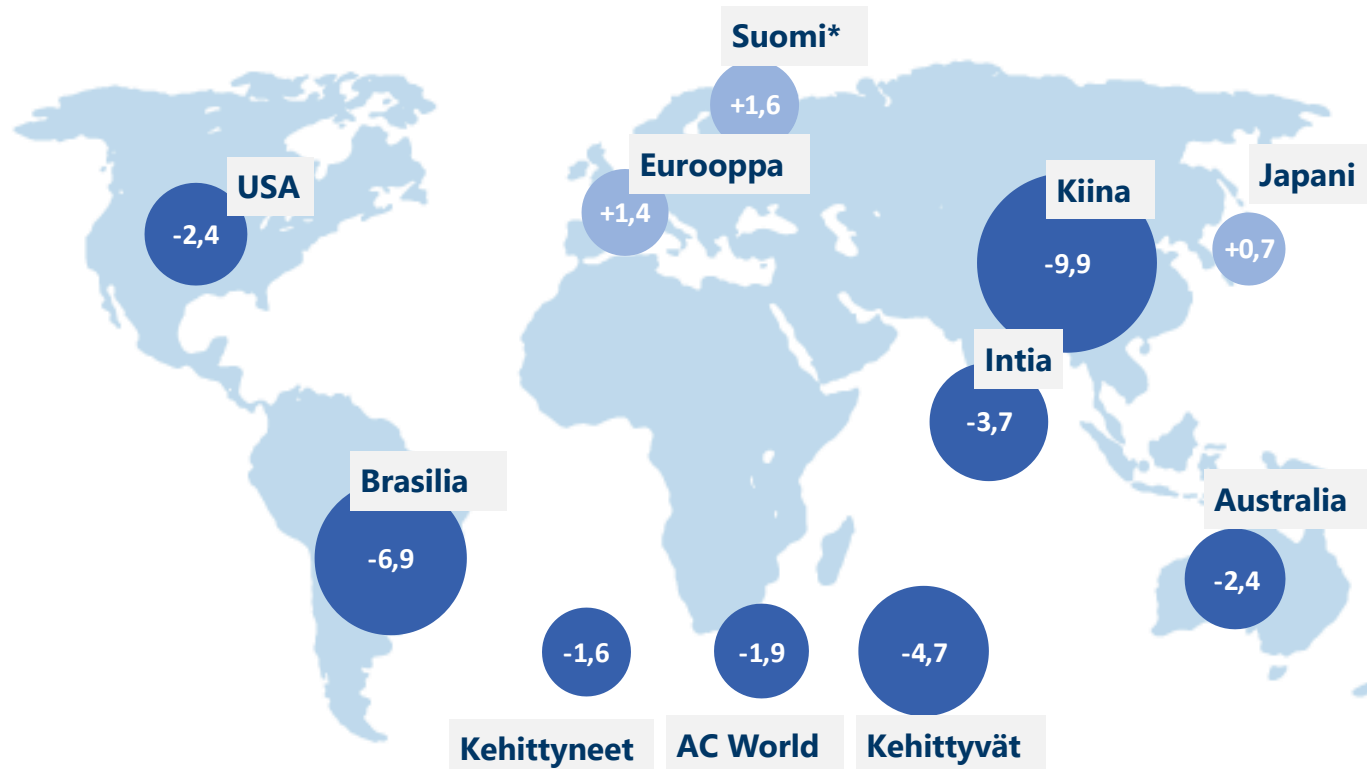 Suomi*
+1,6
Eurooppa
+1,4
USA
-2,4
Kiina
-9,9
Japani
+0,7
Intia
-3,7
Brasilia
-6,9
Australia
-2,4
-1,6
Kehittyneet
-1,9
AC World
-4,7
Kehittyvät